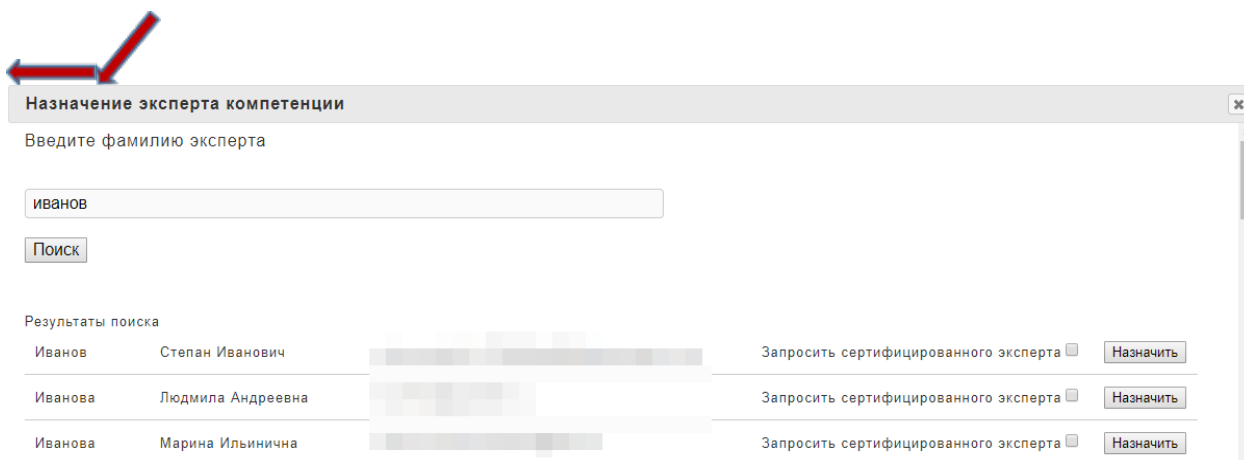 Назначение эксперта компетенции
Введите фамилию эксперта
иванов
Поиск
Результаты поиска
Иванов Степан Иванович Запросить сертифицированного эксперта Назначить
Иванова Людмила Андреевна Запросить сертифицированного эксперта Назначить
Иванова Марина Ильинична Запросить сертифицированного эксперта Назначить